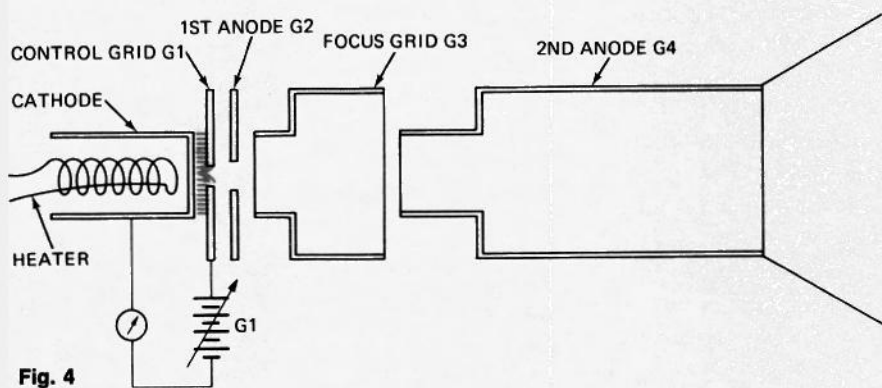 1ST ANODE G2
CONTROL GRID G1
FOCUS GRID G3
2ND ANODE G4
CATHODE
HEATER
G1
Fig. 4